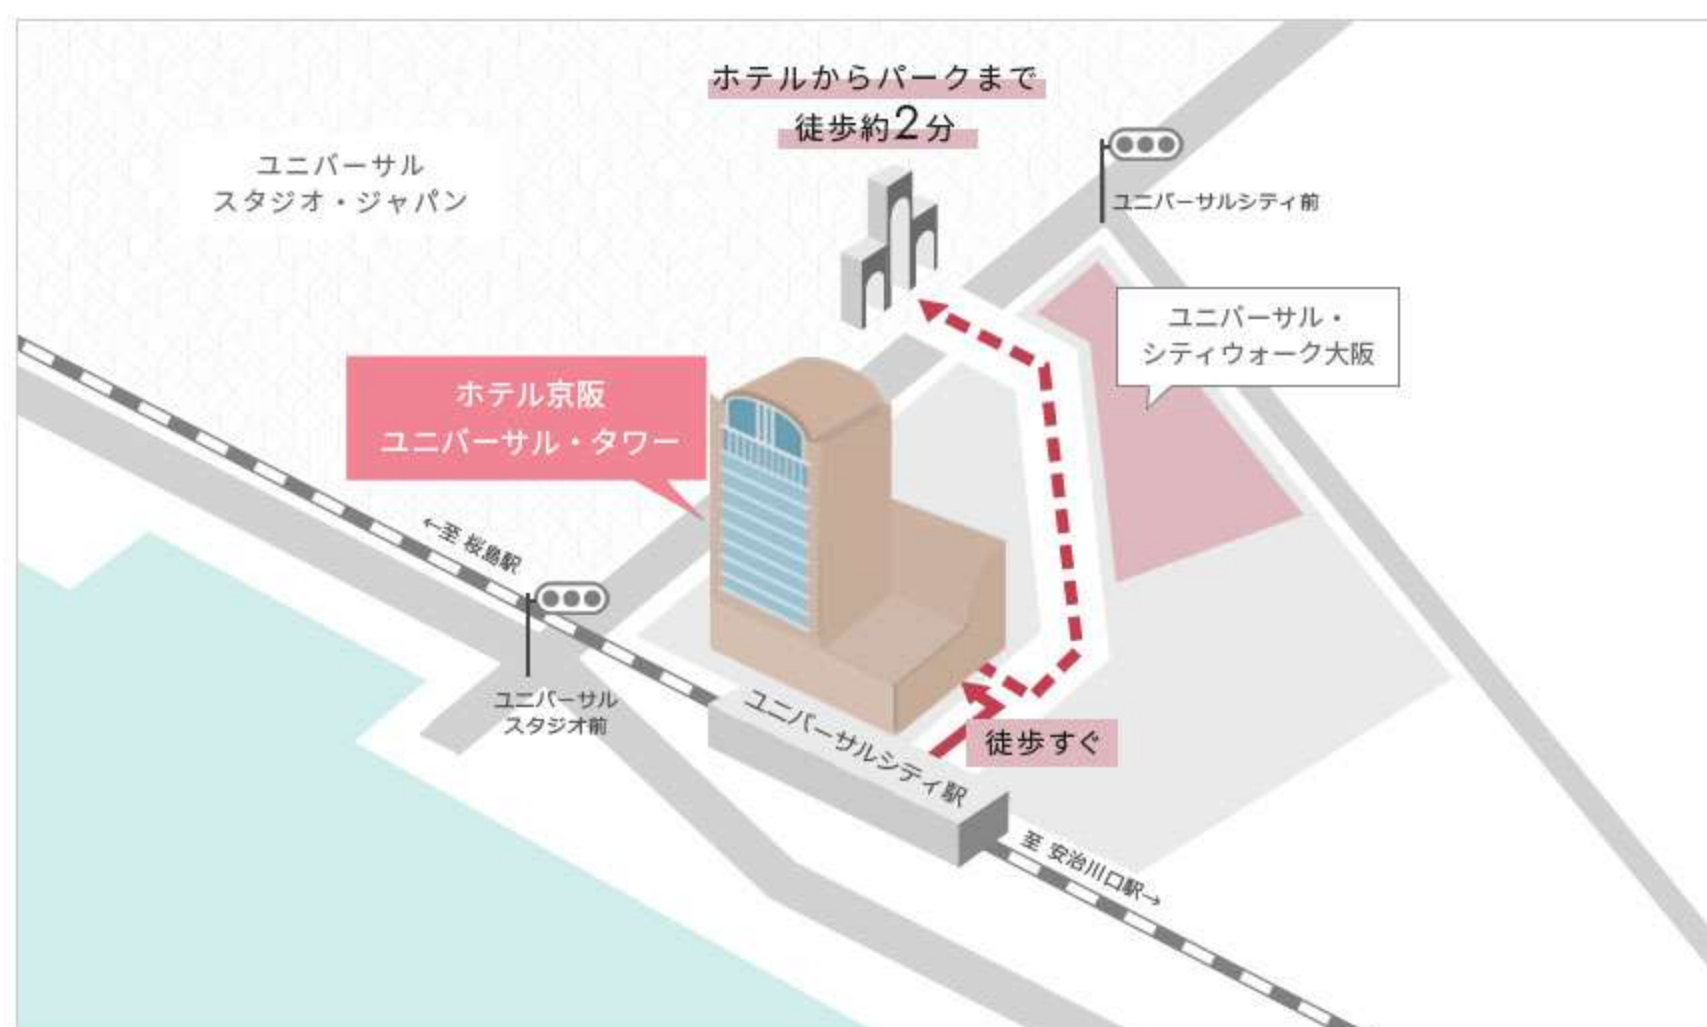 ホテルからパークまで
徒歩約2分
ユニバーサル
スタジオ・ジャパン
ユニバーサルシティ前
ユニバーサル・
シティウォーク大阪
ホテル京阪
ユニバーサル・タワー
←至 桜島駅
ユニバーサル
スタジオ前
ユニバーサルシティ駅
徒歩すぐ
至 安治川口駅→